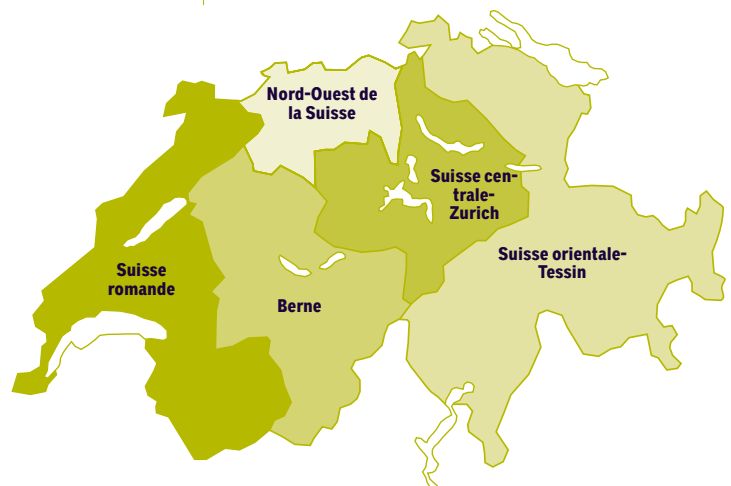 Nord-Ouest de
la Suisse
Suisse cen-
trale-
Zurich
Suisse orientale-
Tessin
Suisse
romande
Berne